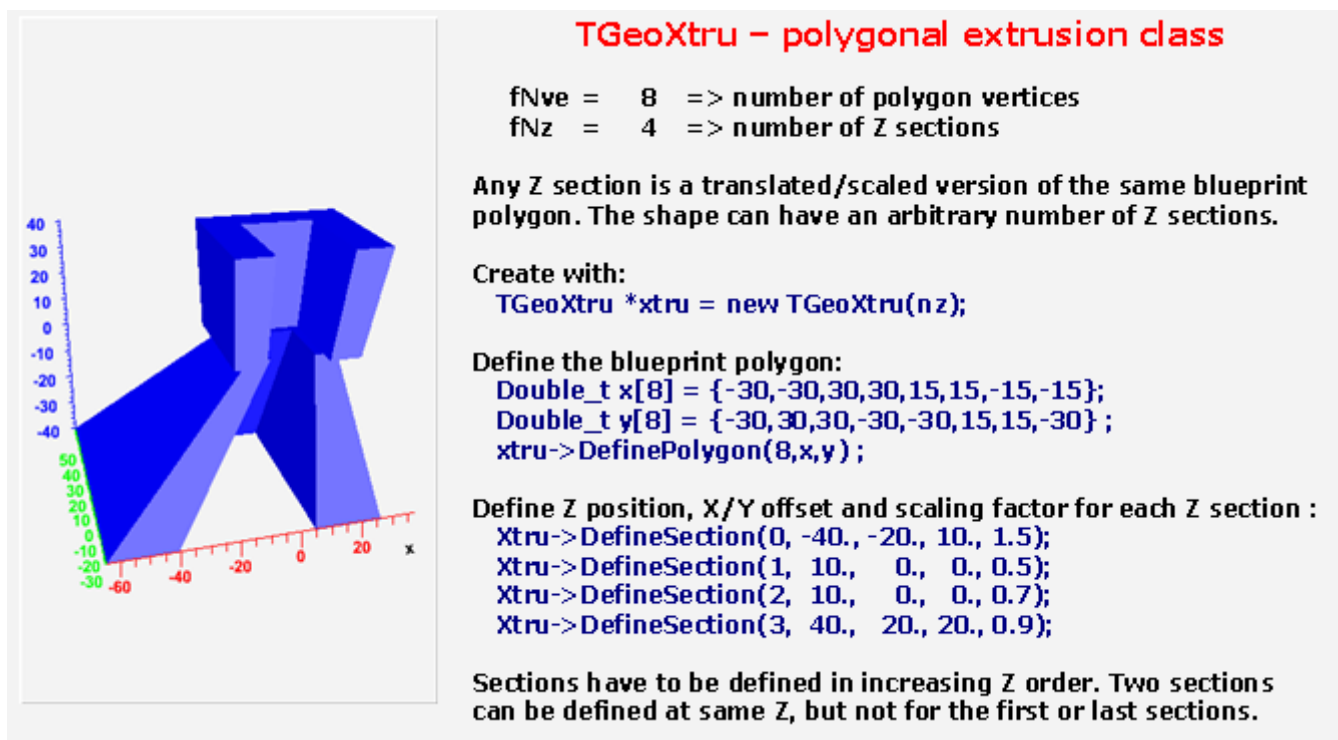 TGeoXtru – polygonal extrusion class
fNve = 8 => number of polygon vertices
fNz = 4 => number of Z sections
Any Z section is a translated/scaled version of the same blueprint
polygon. The shape can have an arbitrary number of Z sections.
Create with:
TGeoXtru *xtru = new TGeoXtru(nz);
Define the blueprint polygon:
Double_t x[8] = {-30,-30,30,30,15,15,-15,-15};
Double_t y[8] = {-30,30,30,-30,-30,15,15,-30} ;
xtru->DefinePolygon(8,x,y) ;
Define Z position, X/Y offset and scaling factor for each Z section :
Xtru->DefineSection(0, -40., -20., 10., 1.5);
Xtru->DefineSection(1, 10., 0., 0., 0.5);
Xtru->DefineSection(2, 10., 0., 0., 0.7);
Xtru->DefineSection(3, 40., 20., 20., 0.9);
Sections have to be defined in increasing Z order. Two sections
can be defined at same Z, but not for the first or last sections.
40
30
20
10
0
-10
-20
-30
-40
50
40
30
20
10
0
-10
-20
-30
-60
-40
-20
0
20
x